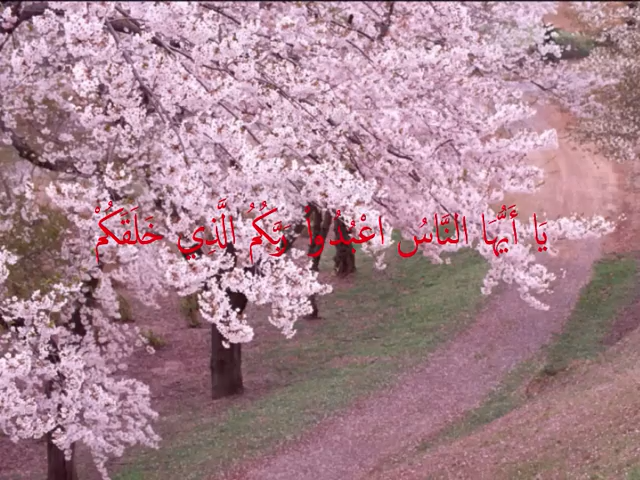 يَا أَيُّهَا النَّاسُ اعْبُدُواْ رَبَّكُمُ الَّذِي خَلَقَكُمْ